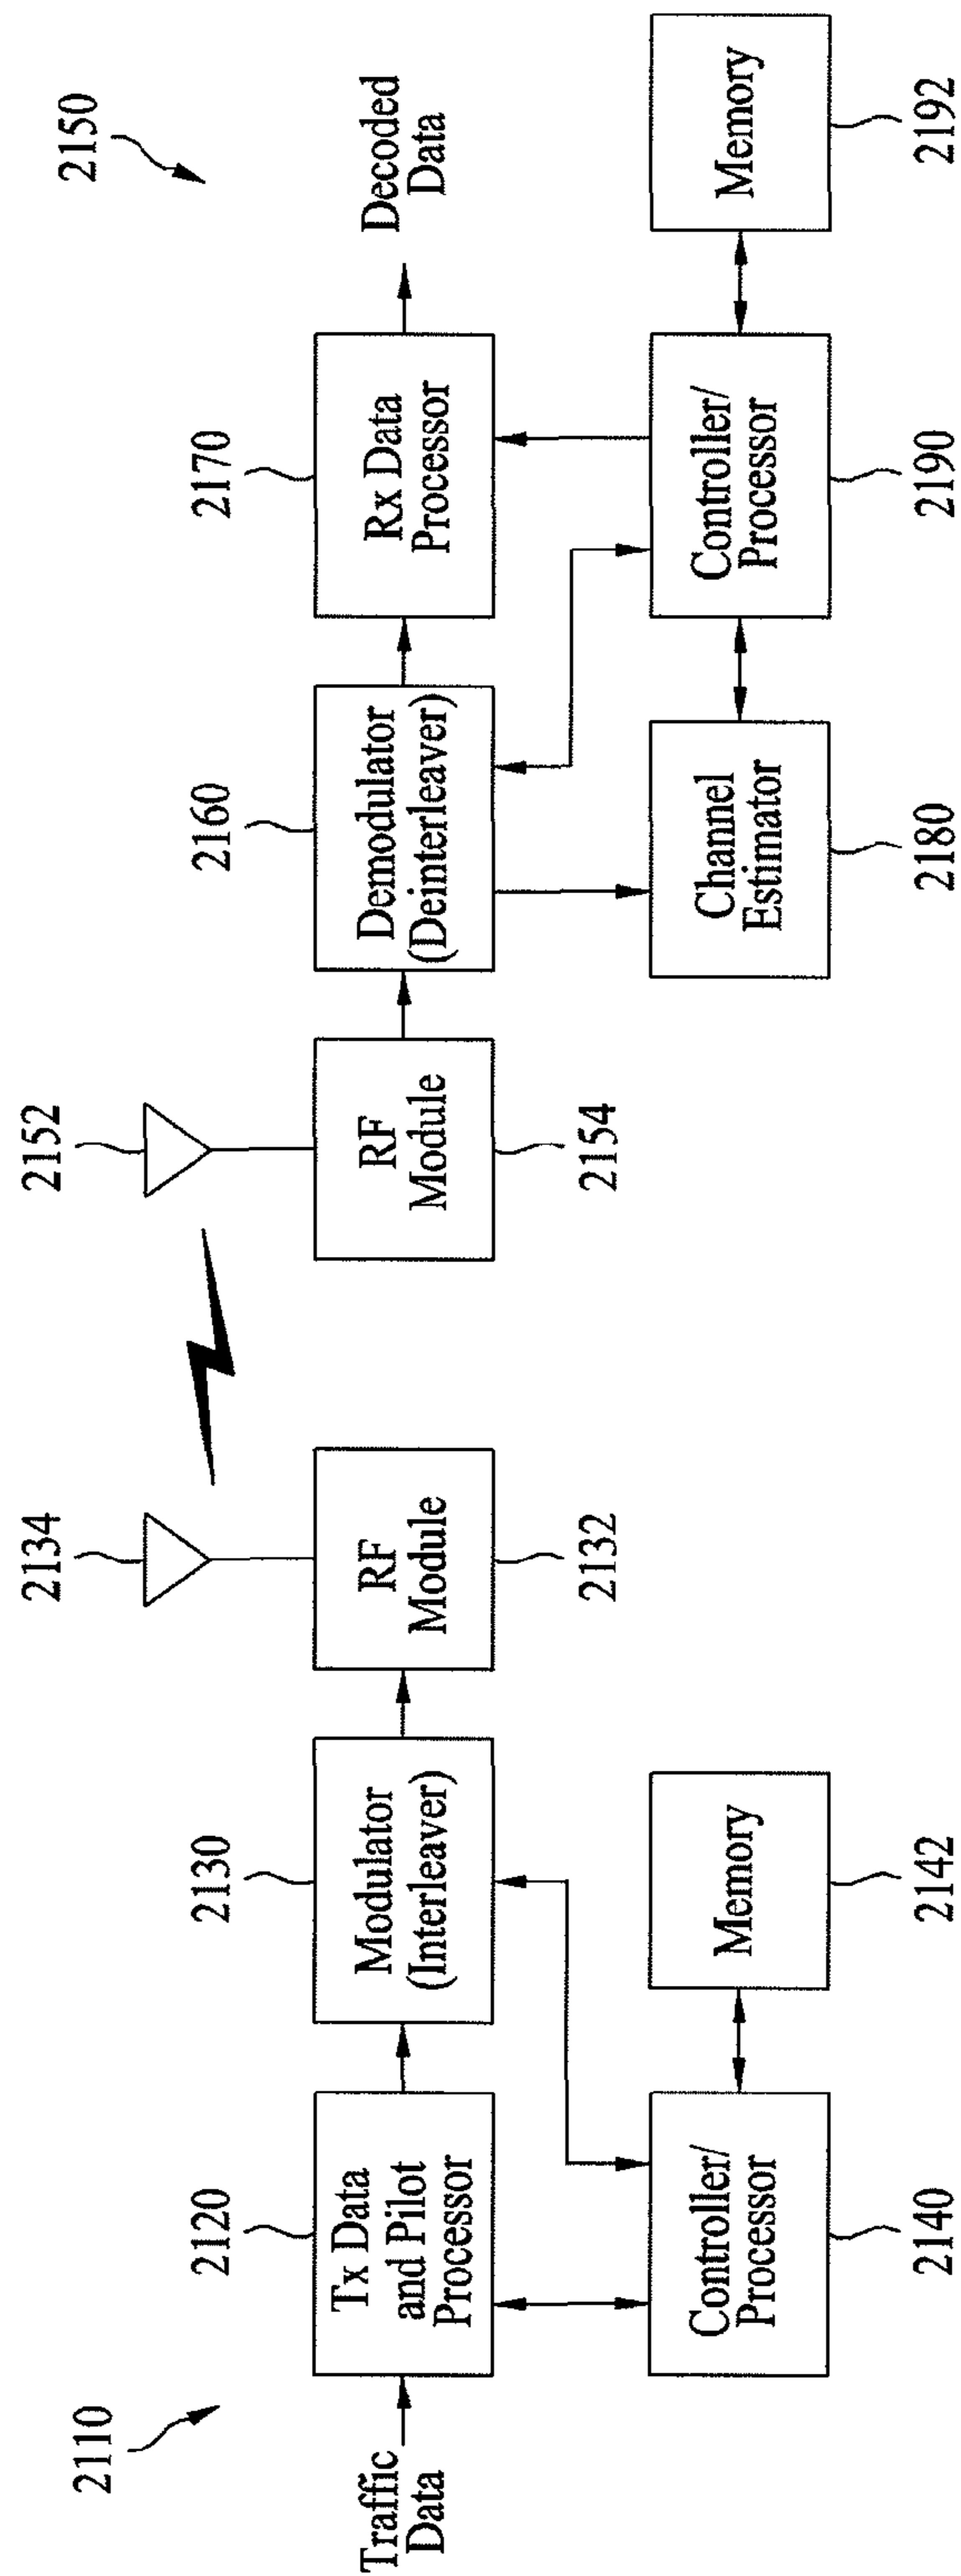 2110
Traffic
Data
2120
Tx Data
and Pilot
Processor
2130
Modulator
(Interleaver)
2134
RF
Module
2132
Controller/
Processor
2140
Memory
2142
2150
2152
RF
Module
2154
2160
Demodulator
(Deinterleaver)
2170
Rx Data
Processor
Decoded
Data
Channel
Estimator
2180
Controller/
Processor
2190
Memory
2192